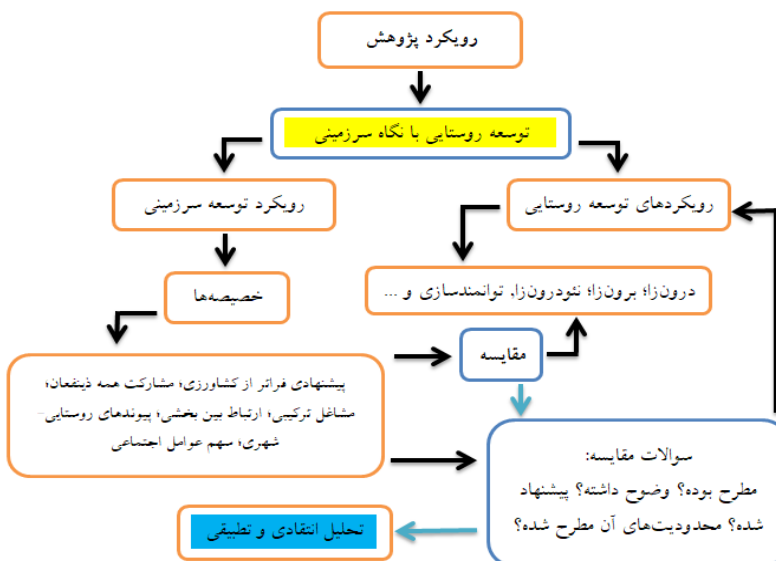 رویکرد پژوهش
توسعه روستایی با نگاه سرزمینی
رویکردهای توسعه روستایی
رویکرد توسعه سرزمینی
درون‌زا؛ برون‌زا؛ نئودرون‌زا, توانمندسازی و ...
خصیصه‌ها
مقایسه
پیشنهادی فراتر از کشاورزی؛ مشارکت همه ذینفعان؛
مشاغل ترکیبی؛ ارتباط بین بخشی؛ پیوندهای روستایی-
شهری؛ سهم عوامل اجتماعی
سوالات مقایسه:
مطرح بوده؟ وضوح داشته؟ پیشنهاد
شده؟ محدودیت‌های آن مطرح شده؟
تحلیل انتقادی و تطبیقی